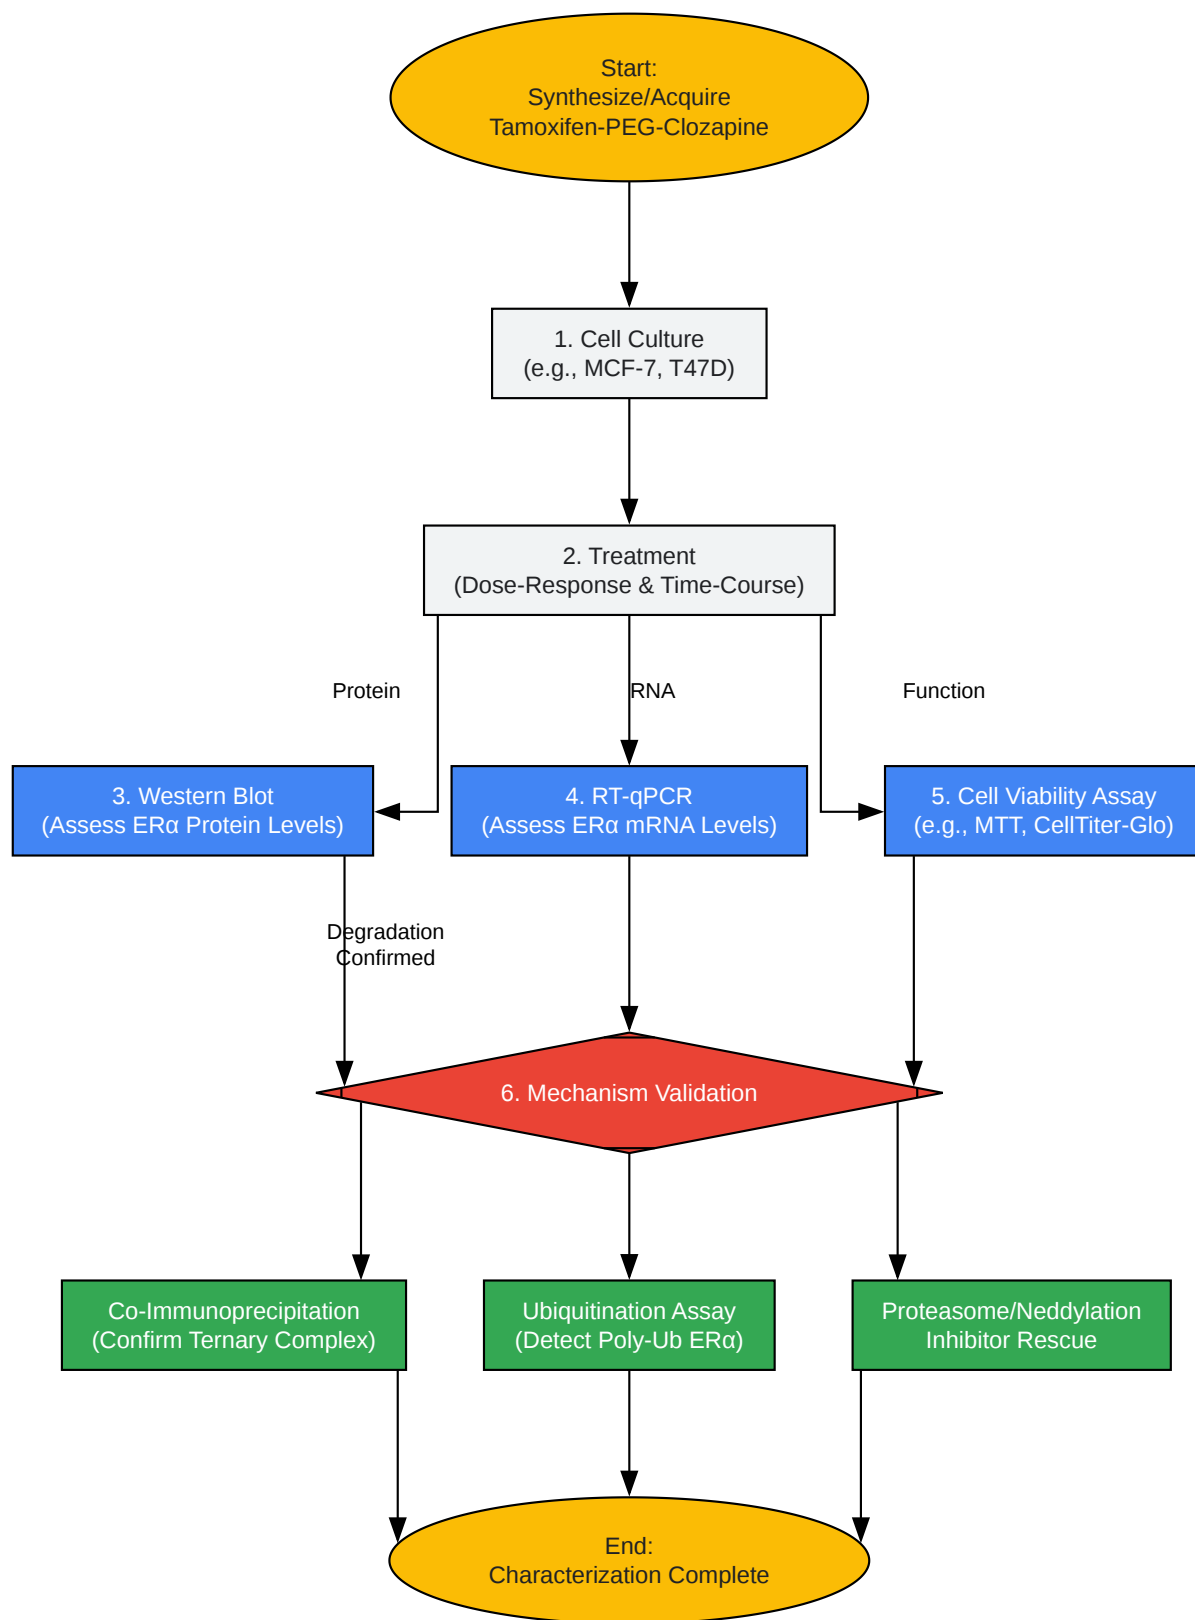 Start:
Synthesize/Acquire
Tamoxifen-PEG-Clozapine
1. Cell Culture
(e.g., MCF-7, T47D)
2. Treatment
(Dose-Response & Time-Course)
Protein
RNA
Function
3. Western Blot
(Assess ERα Protein Levels)
4. RT-qPCR
(Assess ERα mRNA Levels)
5. Cell Viability Assay
(e.g., MTT, CellTiter-Glo)
Degradation
Confirmed
6. Mechanism Validation
Co-Immunoprecipitation
(Confirm Ternary Complex)
Ubiquitination Assay
(Detect Poly-Ub ERα)
Proteasome/Neddylation
Inhibitor Rescue
End:
Characterization Complete